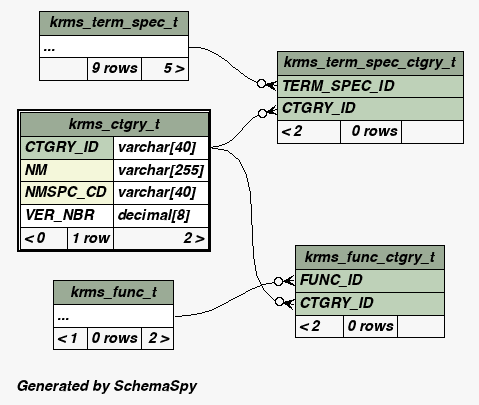 krms_term_spec_t
...
9 rows 5 >
krms_term_spec_ctgry_t
TERM_SPEC_ID
CTGRY_ID
< 2 0 rows
krms_ctgry_t
CTGRY_ID varchar[40]
NM varchar[255]
NMSPC_CD varchar[40]
VER_NBR decimal[8]
< 0 1 row 2 >
krms_func_ctgry_t
FUNC_ID
CTGRY_ID
< 2 0 rows
krms_func_t
...
< 1 0 rows 2 >
Generated by SchemaSpy